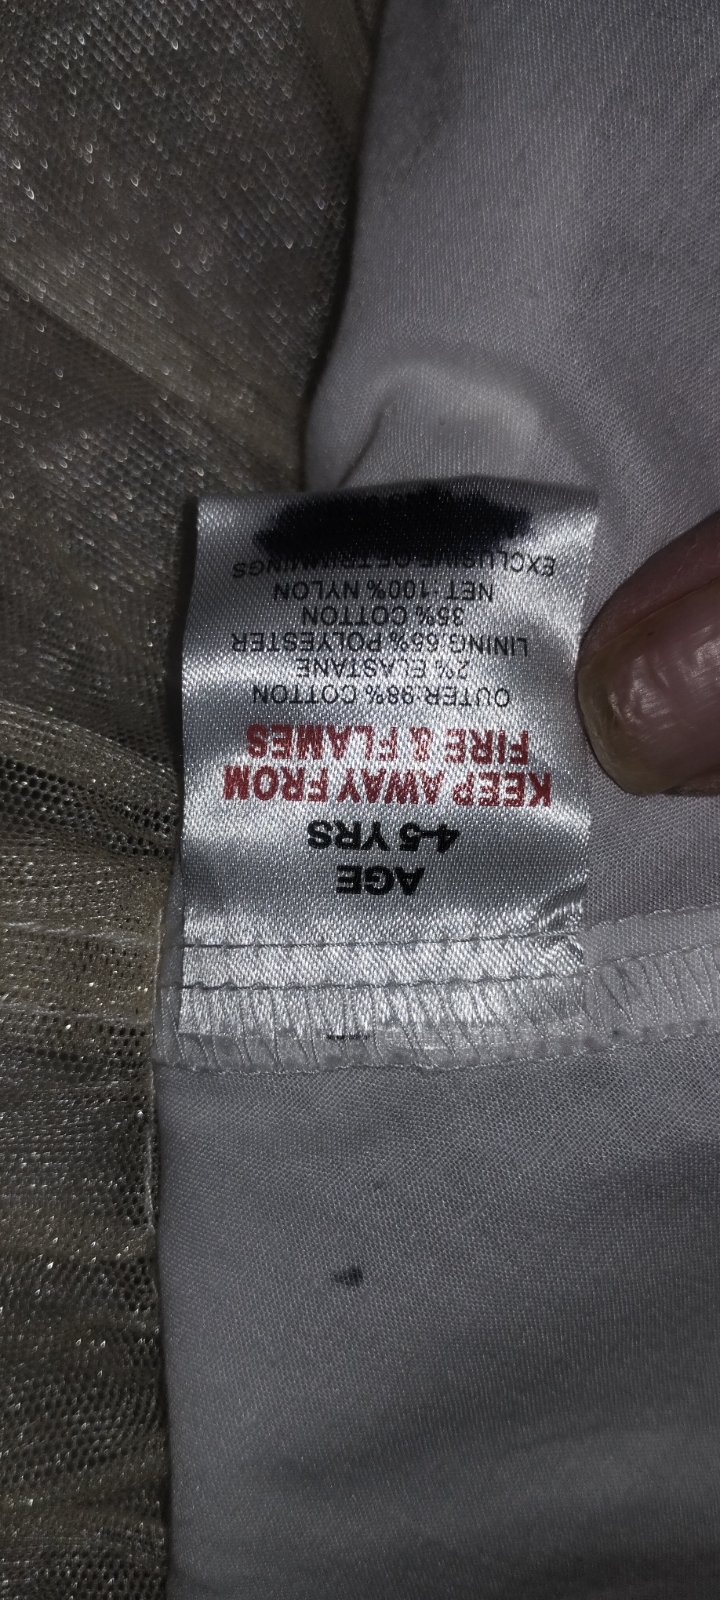 AGE
4-5 YRS
KEEP AWAY FROM
FIRE & FLAMES
OUTER:98% COTTON
2% ELASTANE
LINING:65% POLYESTER
35% COTTON
NET:100% NYLON
EXCLUSIVE OF TRIMMINGS